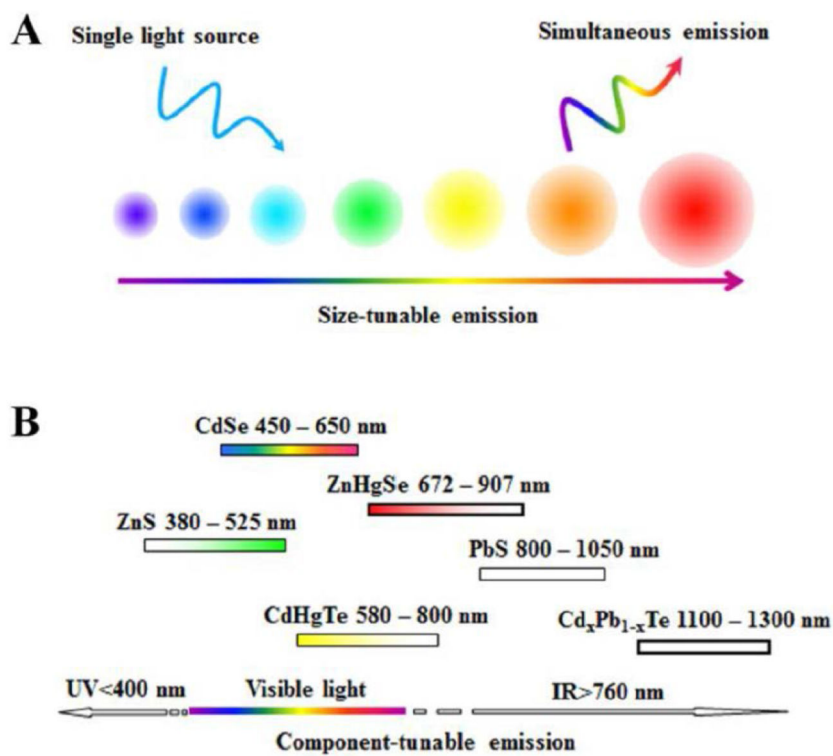 A
Single light source
Simultaneous emission
Size-tunable emission
B
CdSe 450 – 650 nm
ZnHgSe 672 – 907 nm
ZnS 380 – 525 nm
PbS 800 – 1050 nm
CdHgTe 580 – 800 nm
CdₓPb₁₋ₓTe 1100 – 1300 nm
UV<400 nm
Visible light
IR>760 nm
Component-tunable emission